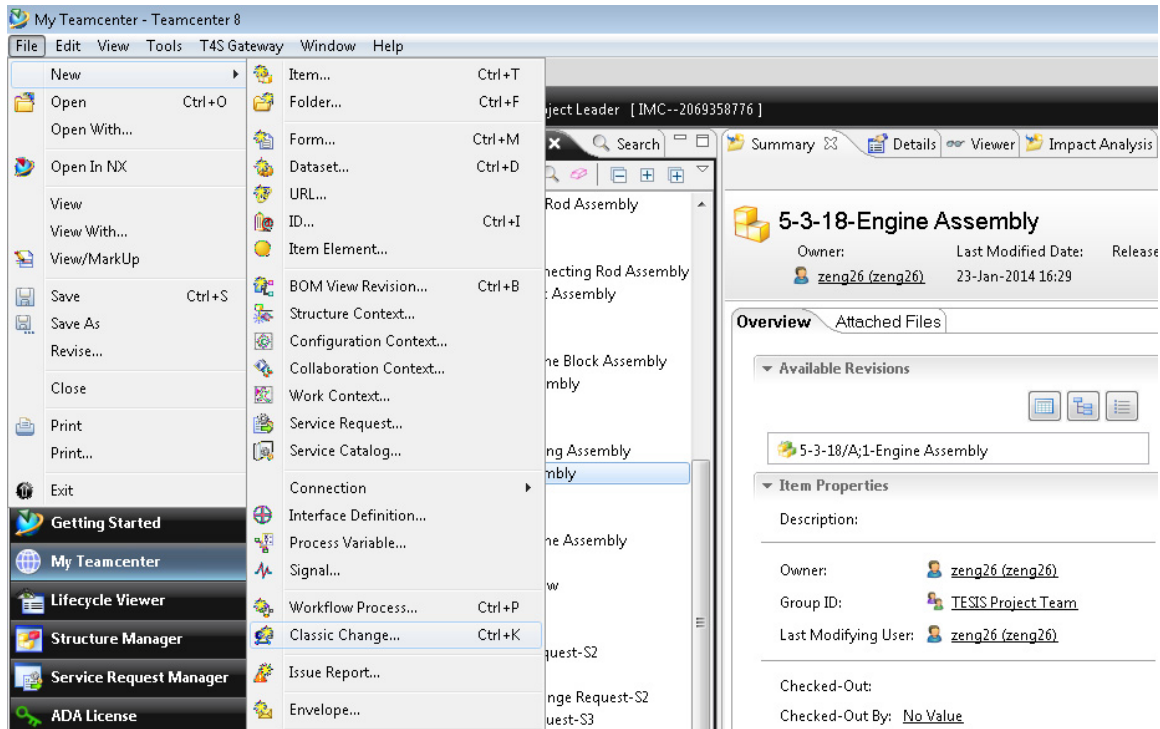 My Teamcenter - Teamcenter 8
File Edit View Tools T4S Gateway Window Help
New
Open Ctrl+O
Open With...
Open In NX
View
View With...
View/MarkUp
Save Ctrl+S
Save As
Revise...
Close
Print
Print...
Exit
Getting Started
My Teamcenter
Lifecycle Viewer
Structure Manager
Service Request Manager
ADA License
Item... Ctrl+T
Folder... Ctrl+F
Form... Ctrl+M
Dataset... Ctrl+D
URL...
ID... Ctrl+I
Item Element...
BOM View Revision... Ctrl+B
Structure Context...
Configuration Context...
Collaboration Context...
Work Context...
Service Request...
Service Catalog...
Connection
Interface Definition...
Process Variable...
Signal...
Workflow Process... Ctrl+P
Classic Change... Ctrl+K
Issue Report...
Envelope...
ject Leader [ IMC--2069358776 ]
Search
Rod Assembly
necting Rod Assembly
t Assembly
ne Block Assembly
mbly
ng Assembly
mbly
ne Assembly
w
quest-S2
nge Request-S2
uest-S3
Summary Details Viewer Impact Analysis
5-3-18-Engine Assembly
Owner: Last Modified Date: Release
zeng26 (zeng26) 23-Jan-2014 16:29
Overview Attached Files
Available Revisions
5-3-18/A;1-Engine Assembly
Item Properties
Description:
Owner: zeng26 (zeng26)
Group ID: TESIS Project Team
Last Modifying User: zeng26 (zeng26)
Checked-Out:
Checked-Out By: No Value